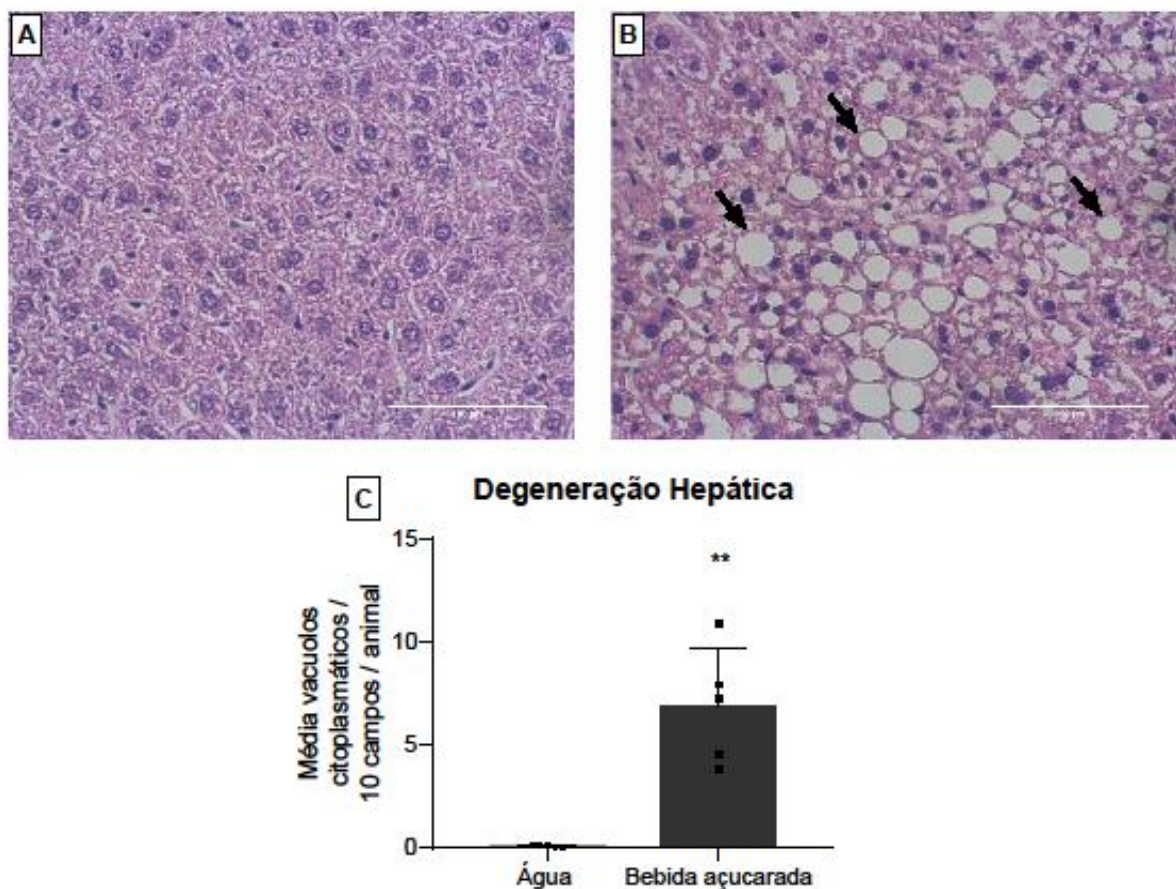 A
B
C
Degeneração Hepática
15
10
5
0
Média vacuolos
citoplasmáticos /
10 campos / animal
**
Água
Bebida açucarada